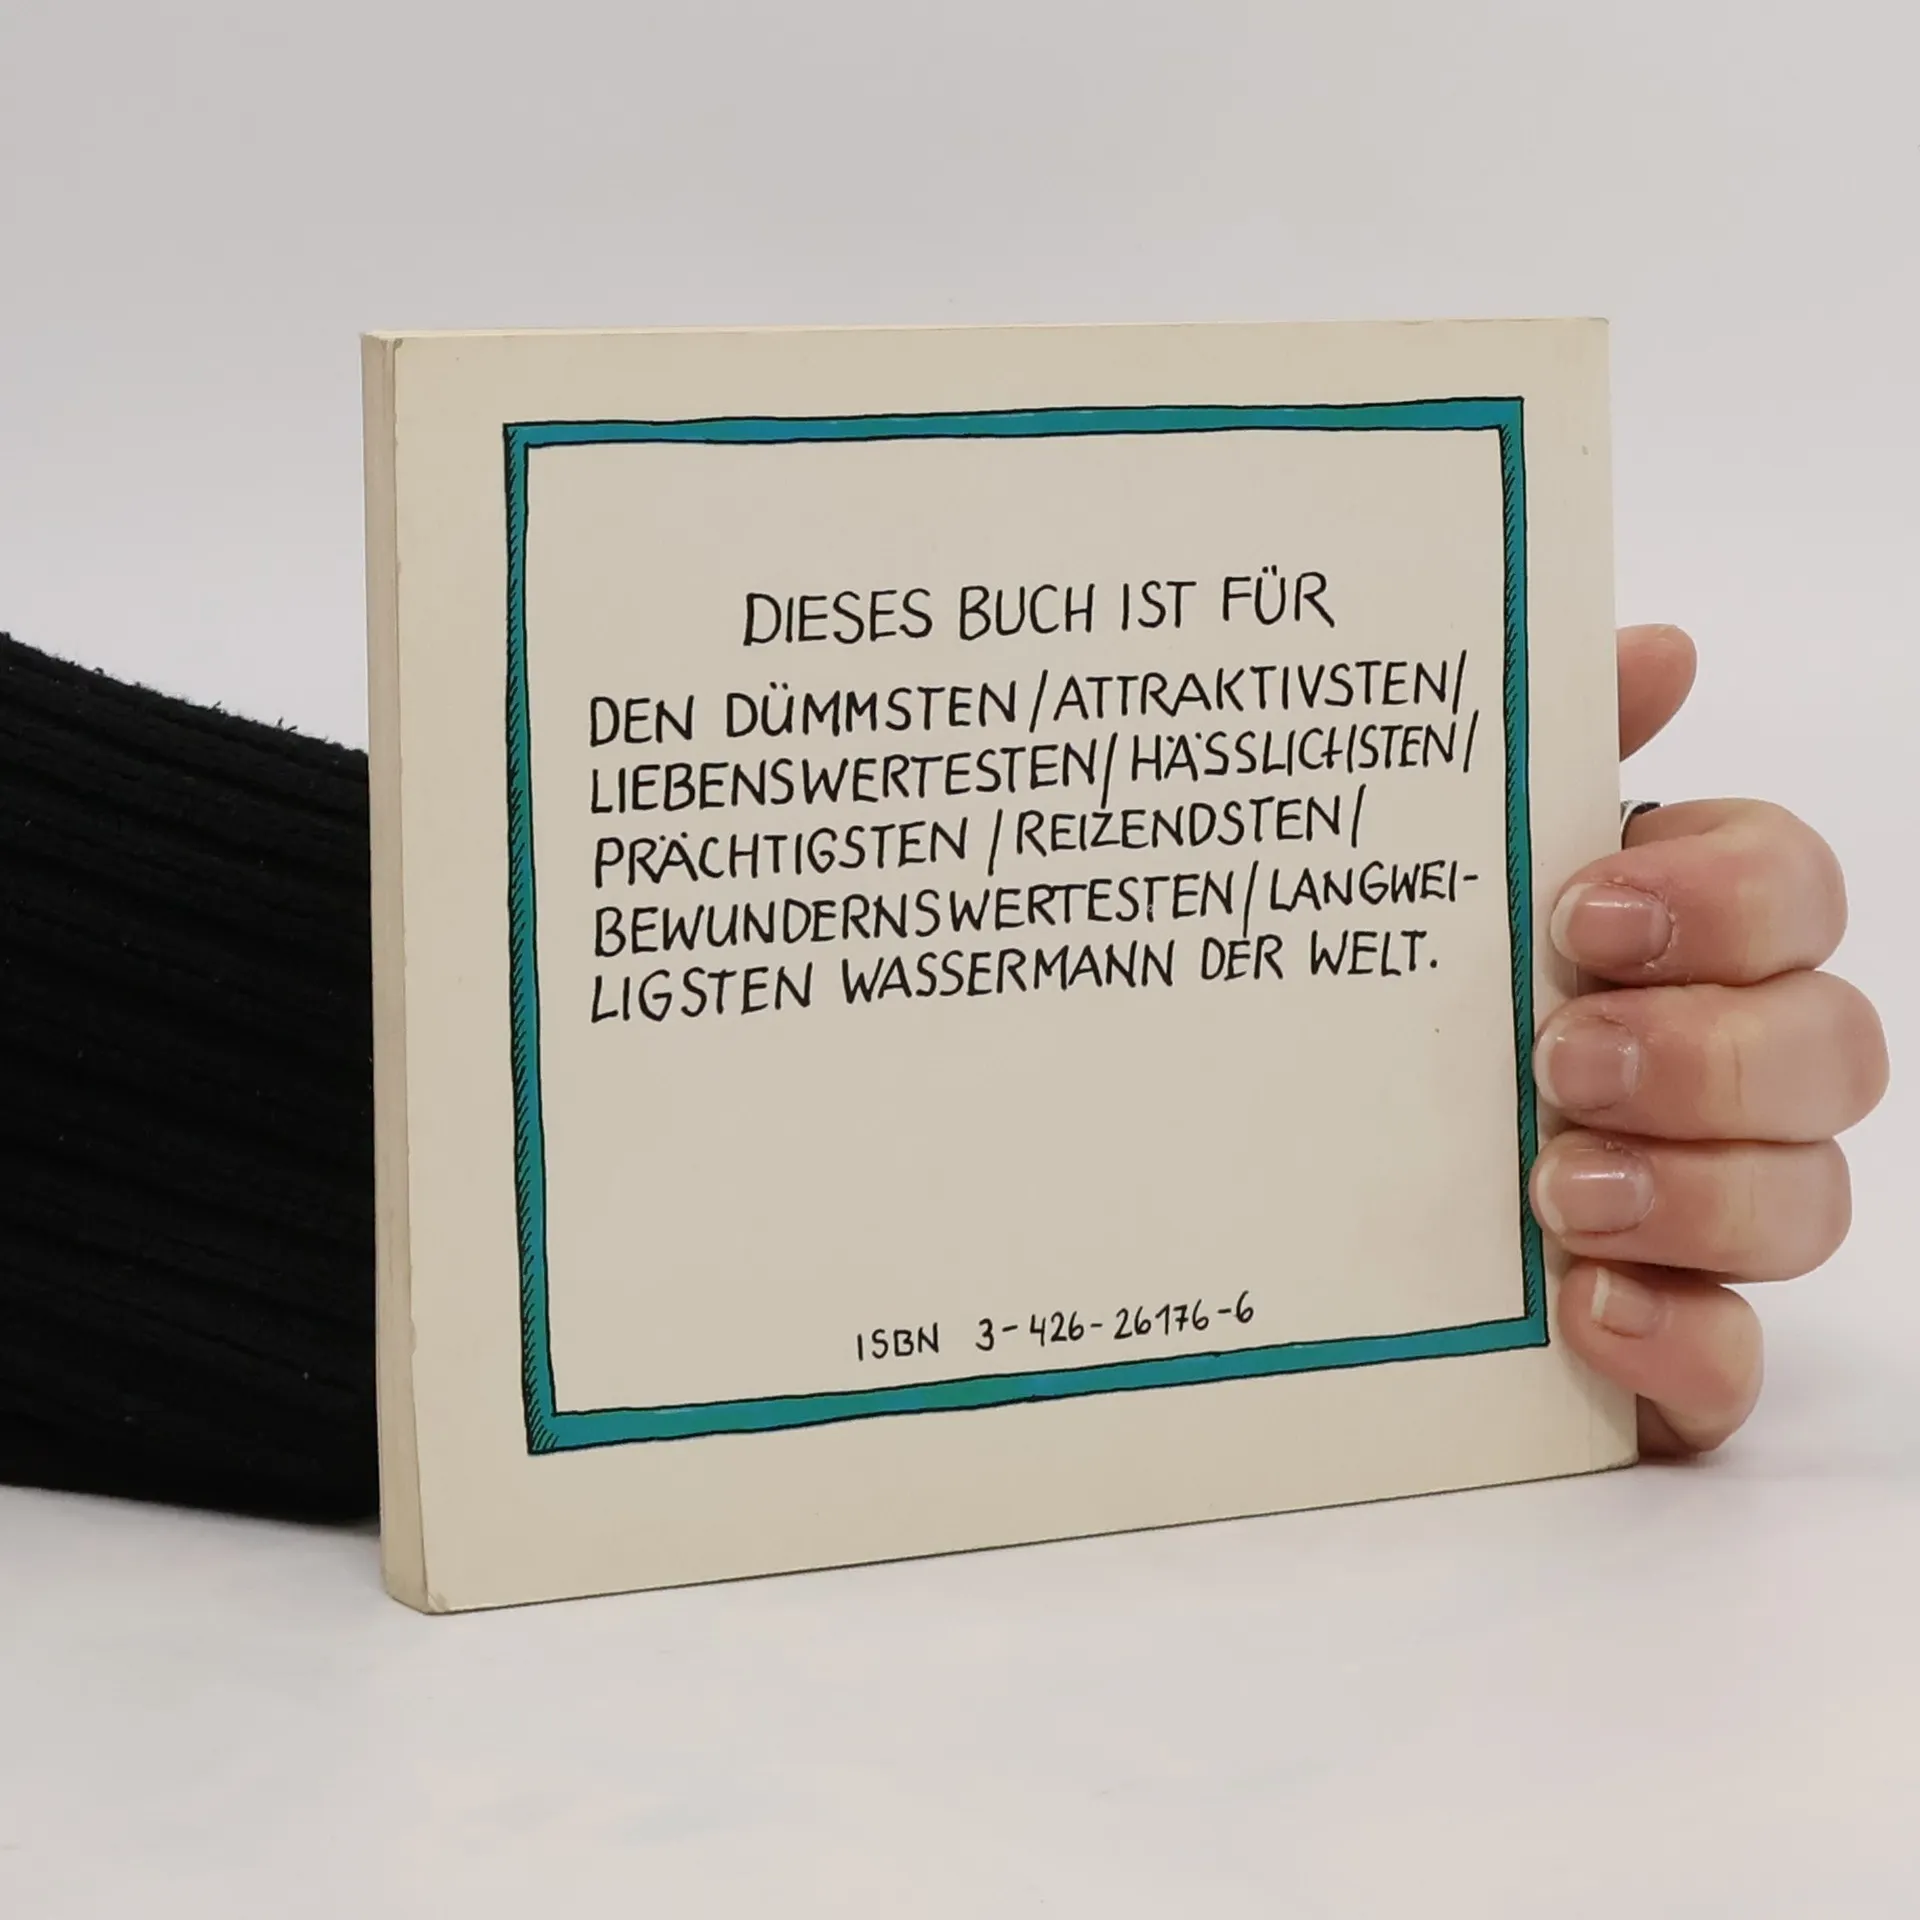 DIESES BUCH IST FÜR
DEN DÜMMSTEN/ATTRAKTIVSTEN/
LIEBENSWERTESTEN/HÄSSLICHSTEN/
PRÄCHTIGSTEN/REIZENDSTEN/
BEWUNDERNSWERTESTEN/LANGWEI-
LIGSTEN WASSERMANN DER WELT.
ISBN 3-426-26176-6